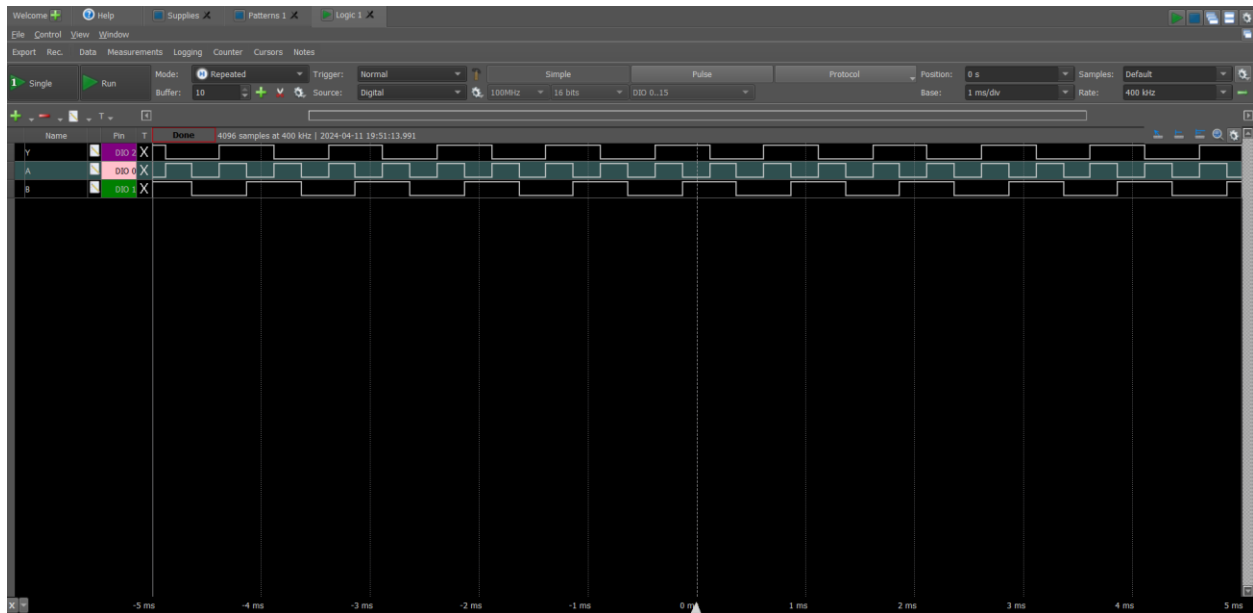 Welcome Help Supplies X Patterns 1 X Logic 1 X
File Control View Window
Export Rec. Data Measurements Logging Counter Cursors Notes
1 Single Run Mode: Repeated Trigger: Normal Simple Pulse Protocol Position: 0 s Samples: Default
Buffer: 10 Source: Digital 100MHz 16 bits DIO 0..15 Base: 1 ms/div Rate: 400 kHz
T
Name Pin T Done 4096 samples at 400 kHz | 2024-04-11 19:51:13.991
Y DIO 2 X
A DIO 0 X
B DIO 1 X
X -5 ms -4 ms -3 ms -2 ms -1 ms 0 m 1 ms 2 ms 3 ms 4 ms 5 ms